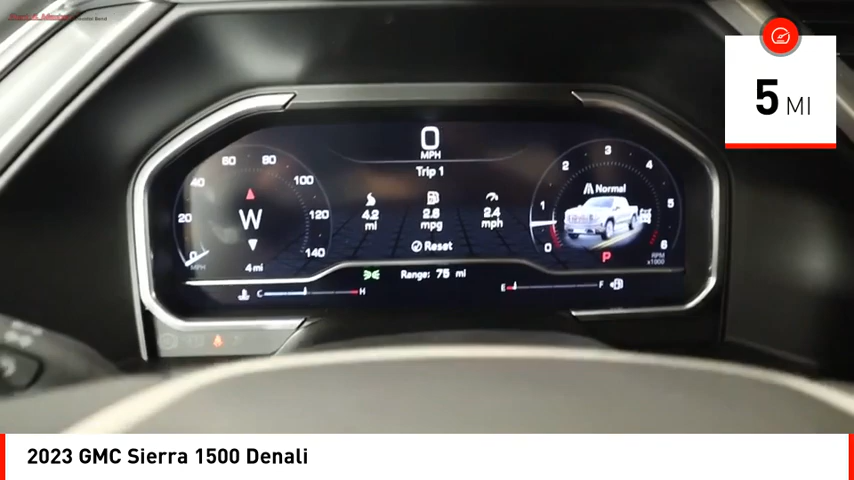 5 MI
0
MPH
Trip 1
4.2 mi
2.6 mpg
2.4 mph
Reset
Range: 75 mi
0 20 40 60 80 100 120 140
MPH
W
4 mi
0 1 2 3 4 5 6
Normal
P
RPM
x1000
C H
E F
2023 GMC Sierra 1500 Denali